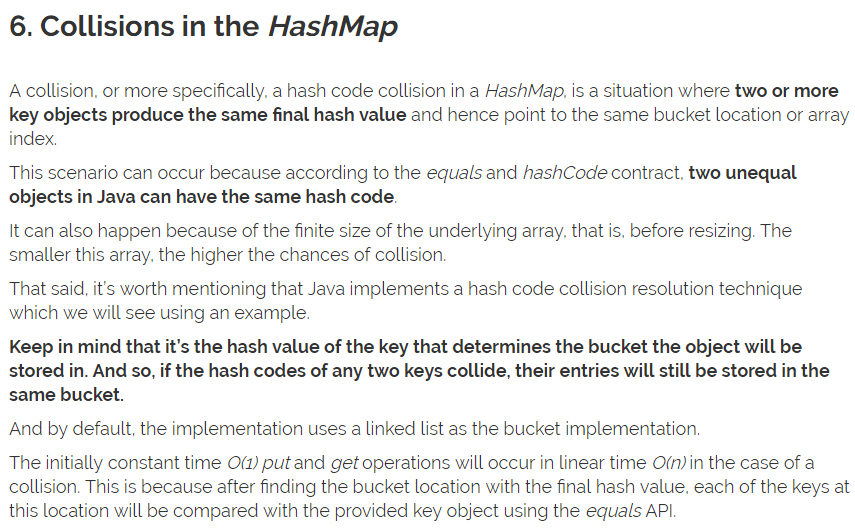 6. Collisions in the HashMap
A collision, or more specifically, a hash code collision in a HashMap, is a situation where two or more
key objects produce the same final hash value and hence point to the same bucket location or array
index.
This scenario can occur because according to the equals and hashCode contract, two unequal
objects in Java can have the same hash code.
It can also happen because of the finite size of the underlying array, that is, before resizing. The
smaller this array, the higher the chances of collision.
That said, it's worth mentioning that Java implements a hash code collision resolution technique
which we will see using an example.
Keep in mind that it's the hash value of the key that determines the bucket the object will be
stored in. And so, if the hash codes of any two keys collide, their entries will still be stored in the
same bucket.
And by default, the implementation uses a linked list as the bucket implementation.
The initially constant time O(1) put and get operations will occur in linear time O(n) in the case of a
collision. This is because after finding the bucket location with the final hash value, each of the keys at
this location will be compared with the provided key object using the equals API.